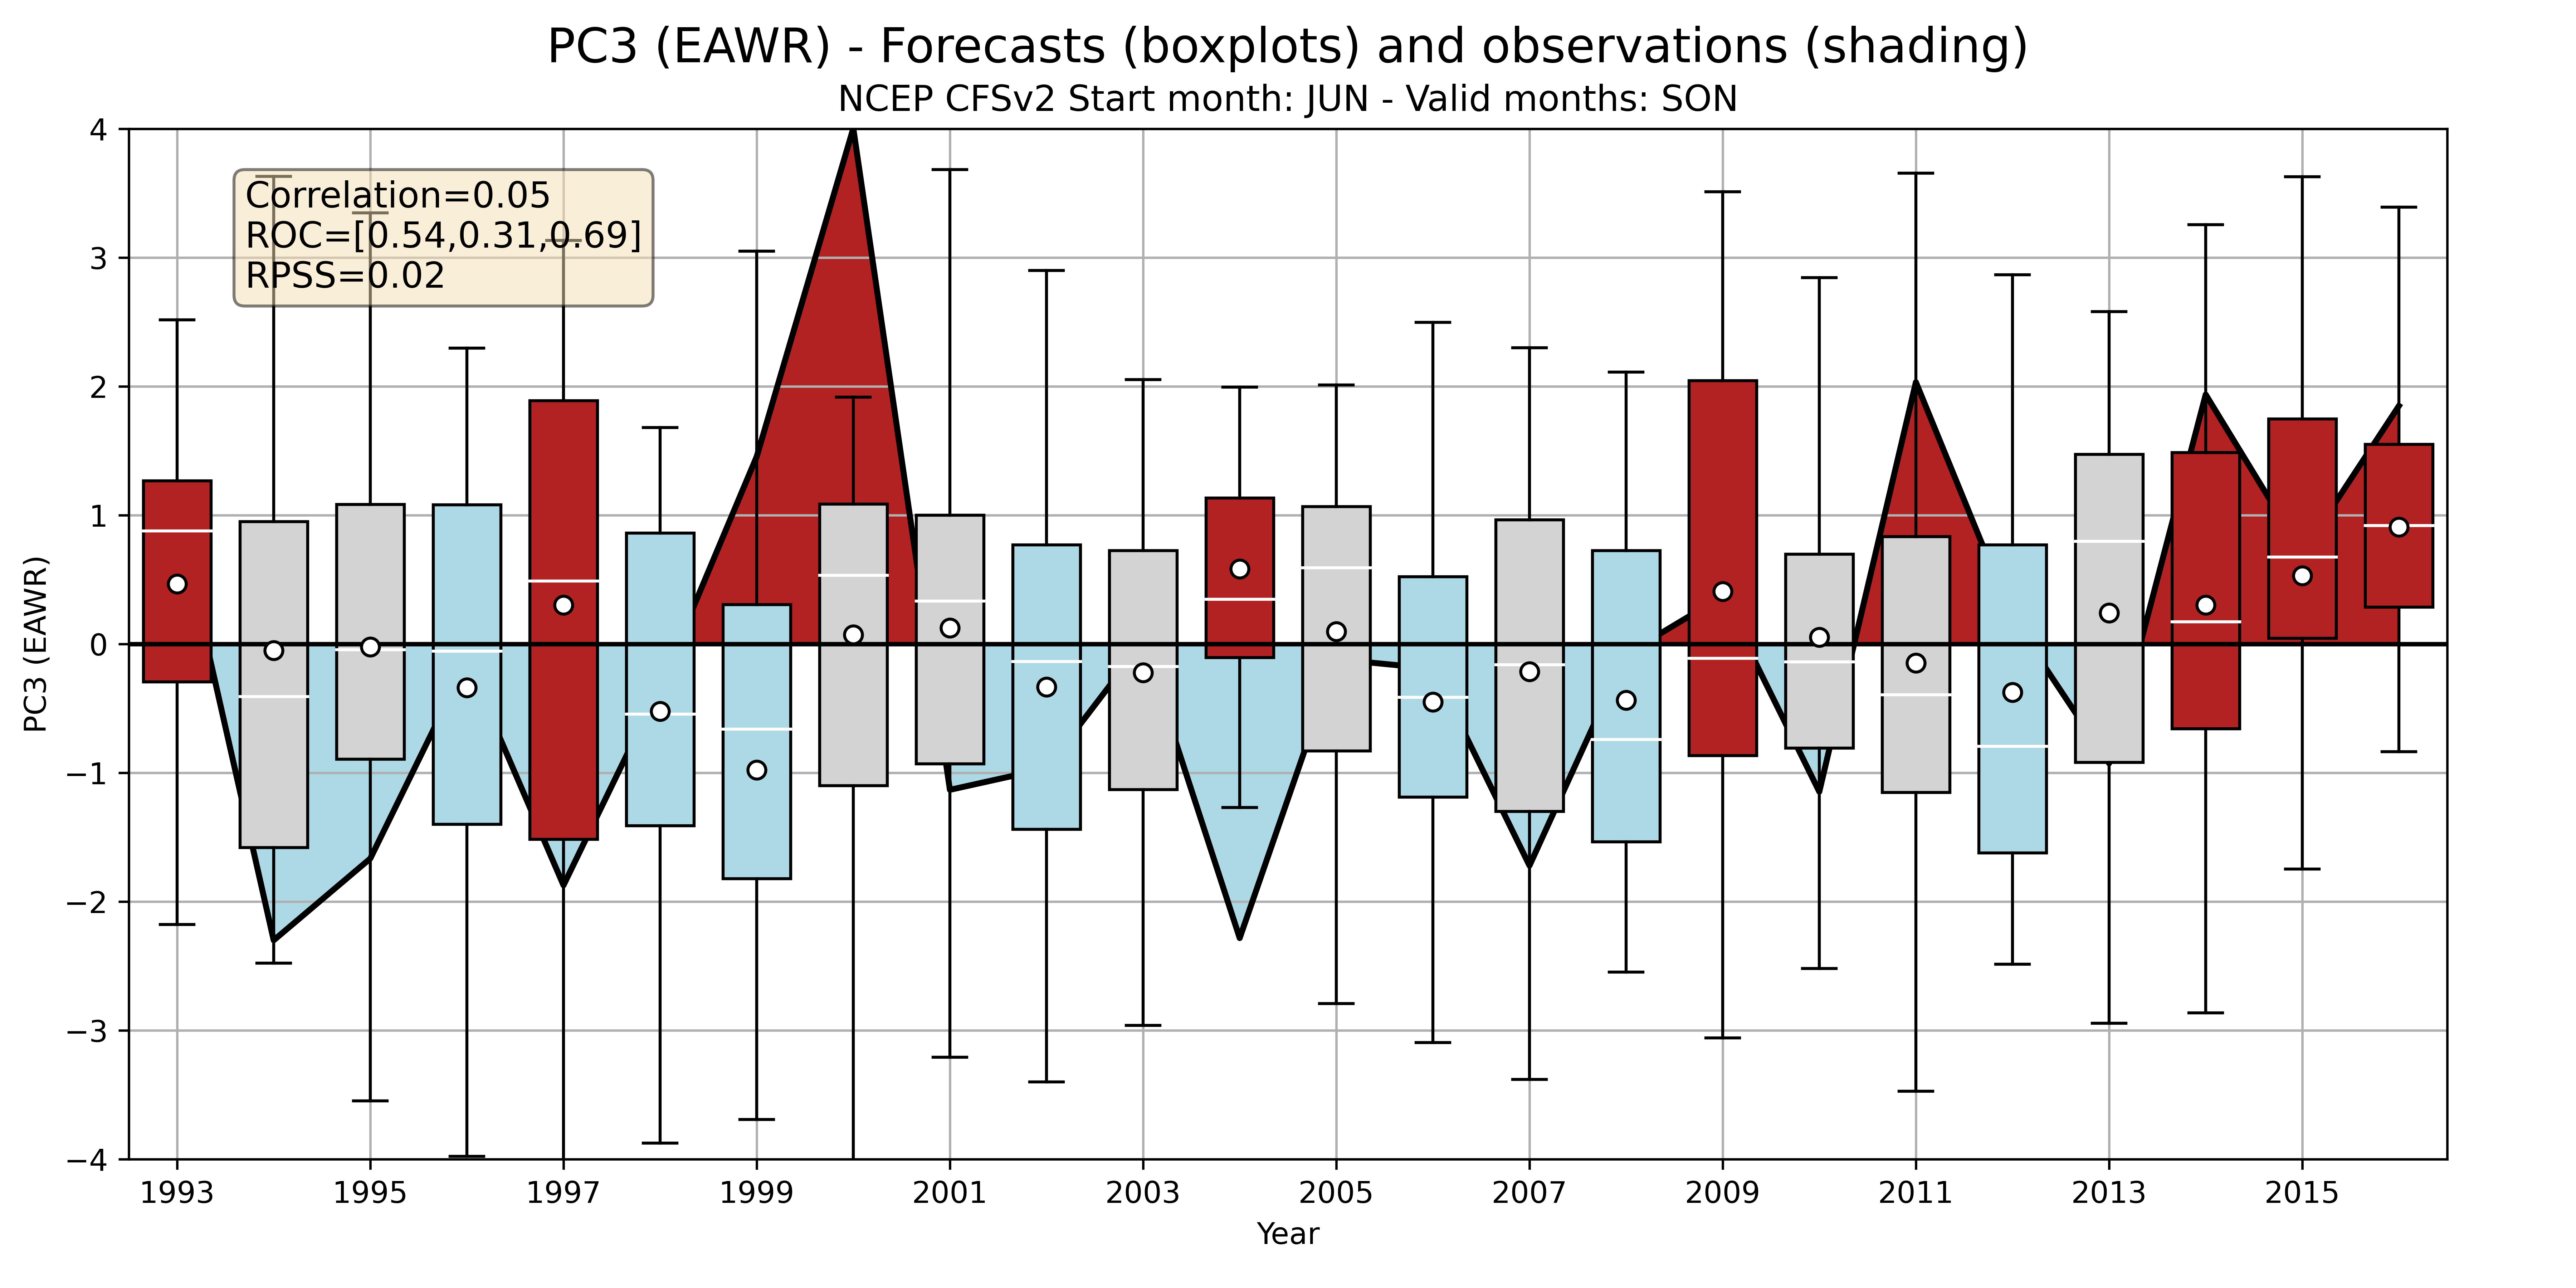 PC3 (EAWR) - Forecasts (boxplots) and observations (shading)
NCEP CFSv2 Start month: JUN - Valid months: SON
Correlation=0.05
ROC=[0.54,0.31,0.69]
RPSS=0.02
PC3 (EAWR)
4
3
2
1
0
−1
−2
−3
−4
1993 1995 1997 1999 2001 2003 2005 2007 2009 2011 2013 2015
Year